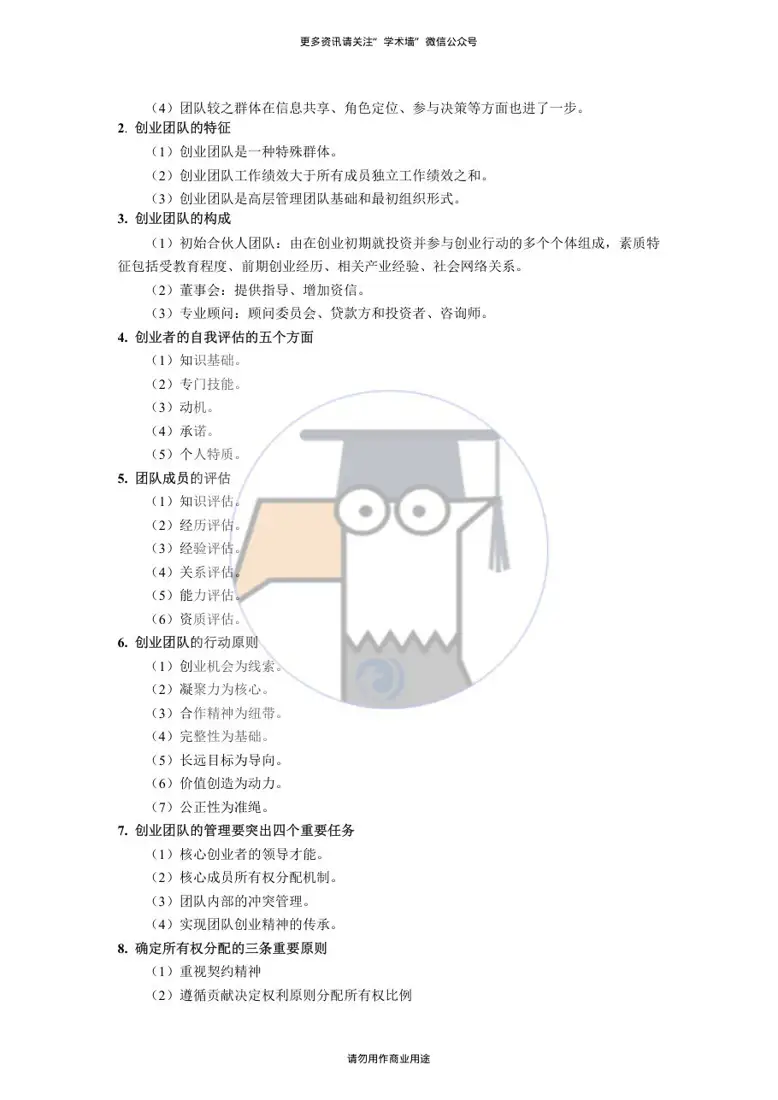 更多资讯请关注“学术墙”微信公众号
（4）团队较之群体在信息共享、角色定位、参与决策等方面也进了一步。
2. 创业团队的特征
（1）创业团队是一种特殊群体。
（2）创业团队工作绩效大于所有成员独立工作绩效之和。
（3）创业团队是高层管理团队基础和最初组织形式。
3. 创业团队的构成
（1）初始合伙人团队：由在创业初期就投资并参与创业行动的多个个体组成，素质特
征包括受教育程度、前期创业经历、相关产业经验、社会网络关系。
（2）董事会：提供指导、增加资信。
（3）专业顾问：顾问委员会、贷款方和投资者、咨询师。
4. 创业者的自我评估的五个方面
（1）知识基础。
（2）专门技能。
（3）动机。
（4）承诺。
（5）个人特质。
5. 团队成员的评估
（1）知识评估。
（2）经历评估。
（3）经验评估。
（4）关系评估。
（5）能力评估。
（6）资质评估。
6. 创业团队的行动原则
（1）创业机会为线索。
（2）凝聚力为核心。
（3）合作精神为纽带。
（4）完整性为基础。
（5）长远目标为导向。
（6）价值创造为动力。
（7）公正性为准绳。
7. 创业团队的管理要突出四个重要任务
（1）核心创业者的领导才能。
（2）核心成员所有权分配机制。
（3）团队内部的冲突管理。
（4）实现团队创业精神的传承。
8. 确定所有权分配的三条重要原则
（1）重视契约精神
（2）遵循贡献决定权利原则分配所有权比例
请勿用作商业用途